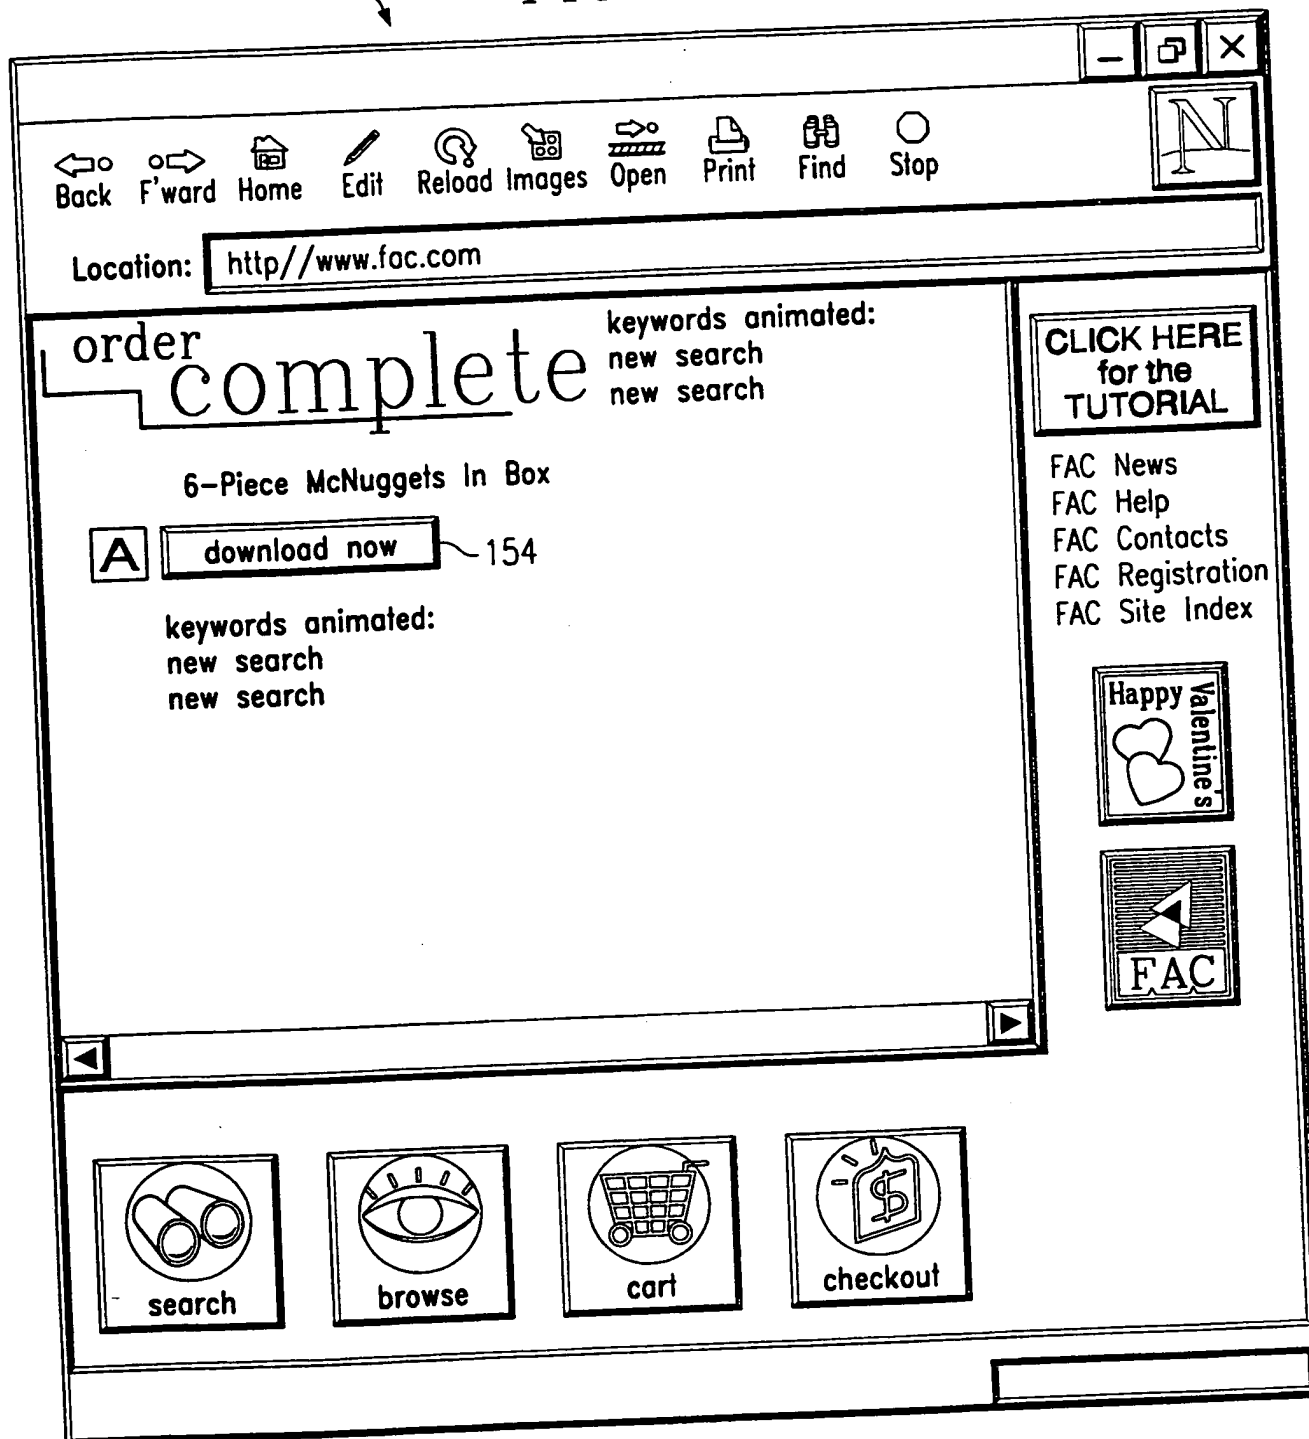 Back F'ward Home Edit Reload Images Open Print Find Stop
N
Location: http//www.fac.com
order
complete
keywords animated:
new search
new search
6-Piece McNuggets In Box
A download now 154
keywords animated:
new search
new search
CLICK HERE
for the
TUTORIAL
FAC News
FAC Help
FAC Contacts
FAC Registration
FAC Site Index
Happy
Valentine's
FAC
search
browse
cart
$
checkout